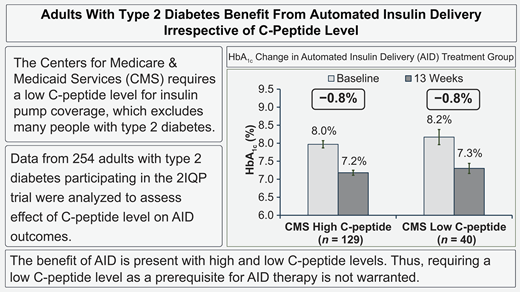 Adults With Type 2 Diabetes Benefit From Automated Insulin Delivery
Irrespective of C-Peptide Level
The Centers for Medicare &
Medicaid Services (CMS) requires
a low C-peptide level for insulin
pump coverage, which excludes
many people with type 2 diabetes.
Data from 254 adults with type 2
diabetes participating in the 2IQP
trial were analyzed to assess
effect of C-peptide level on AID
outcomes.
HbA1c Change in Automated Insulin Delivery (AID) Treatment Group
Baseline 13 Weeks
−0.8% −0.8%
HbA1c (%)
9.5
9.0
8.5
8.0
7.5
7.0
6.5
6.0
8.0%
7.2%
8.2%
7.3%
CMS High C-peptide
(n = 129)
CMS Low C-peptide
(n = 40)
The benefit of AID is present with high and low C-peptide levels. Thus, requiring a
low C-peptide level as a prerequisite for AID therapy is not warranted.